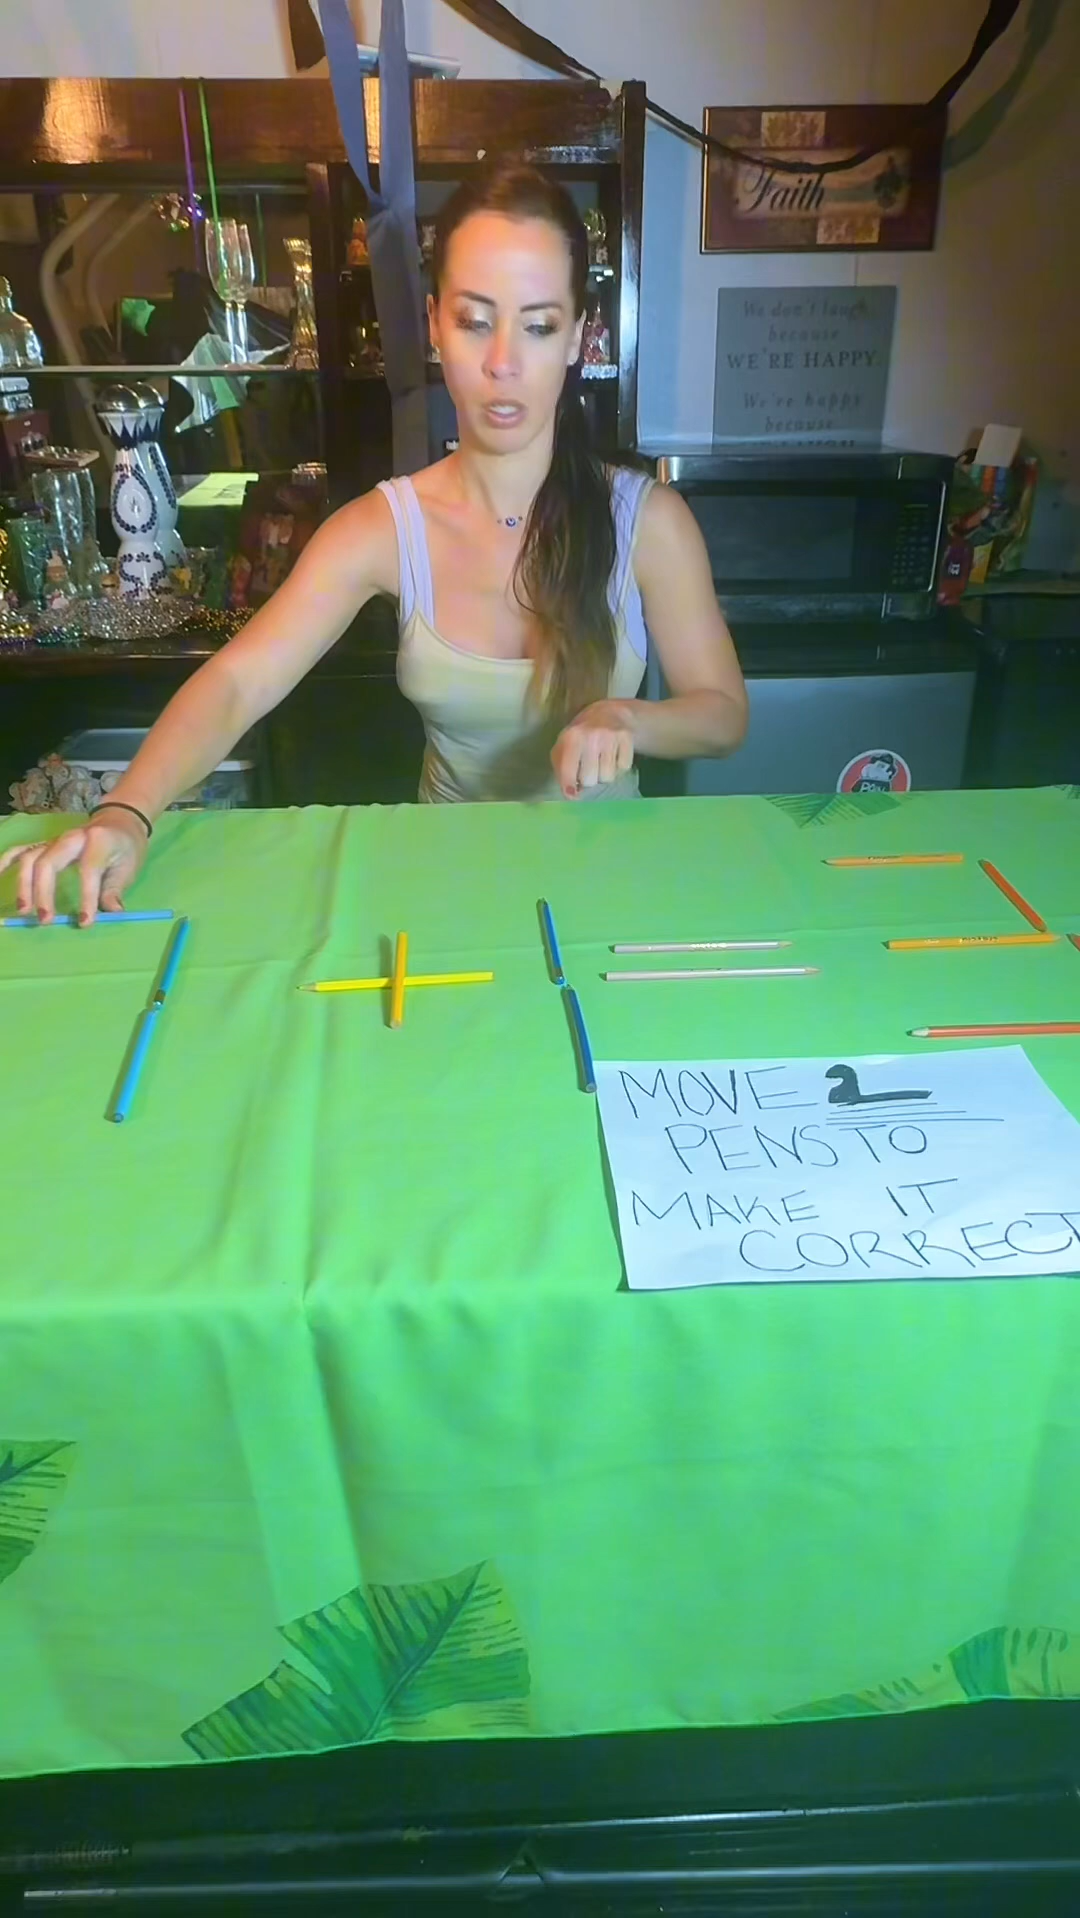 Faith
We don't laugh
because
WE'RE HAPPY.
We're happy
because
MOVE 2
PENS TO
MAKE IT
CORRECT